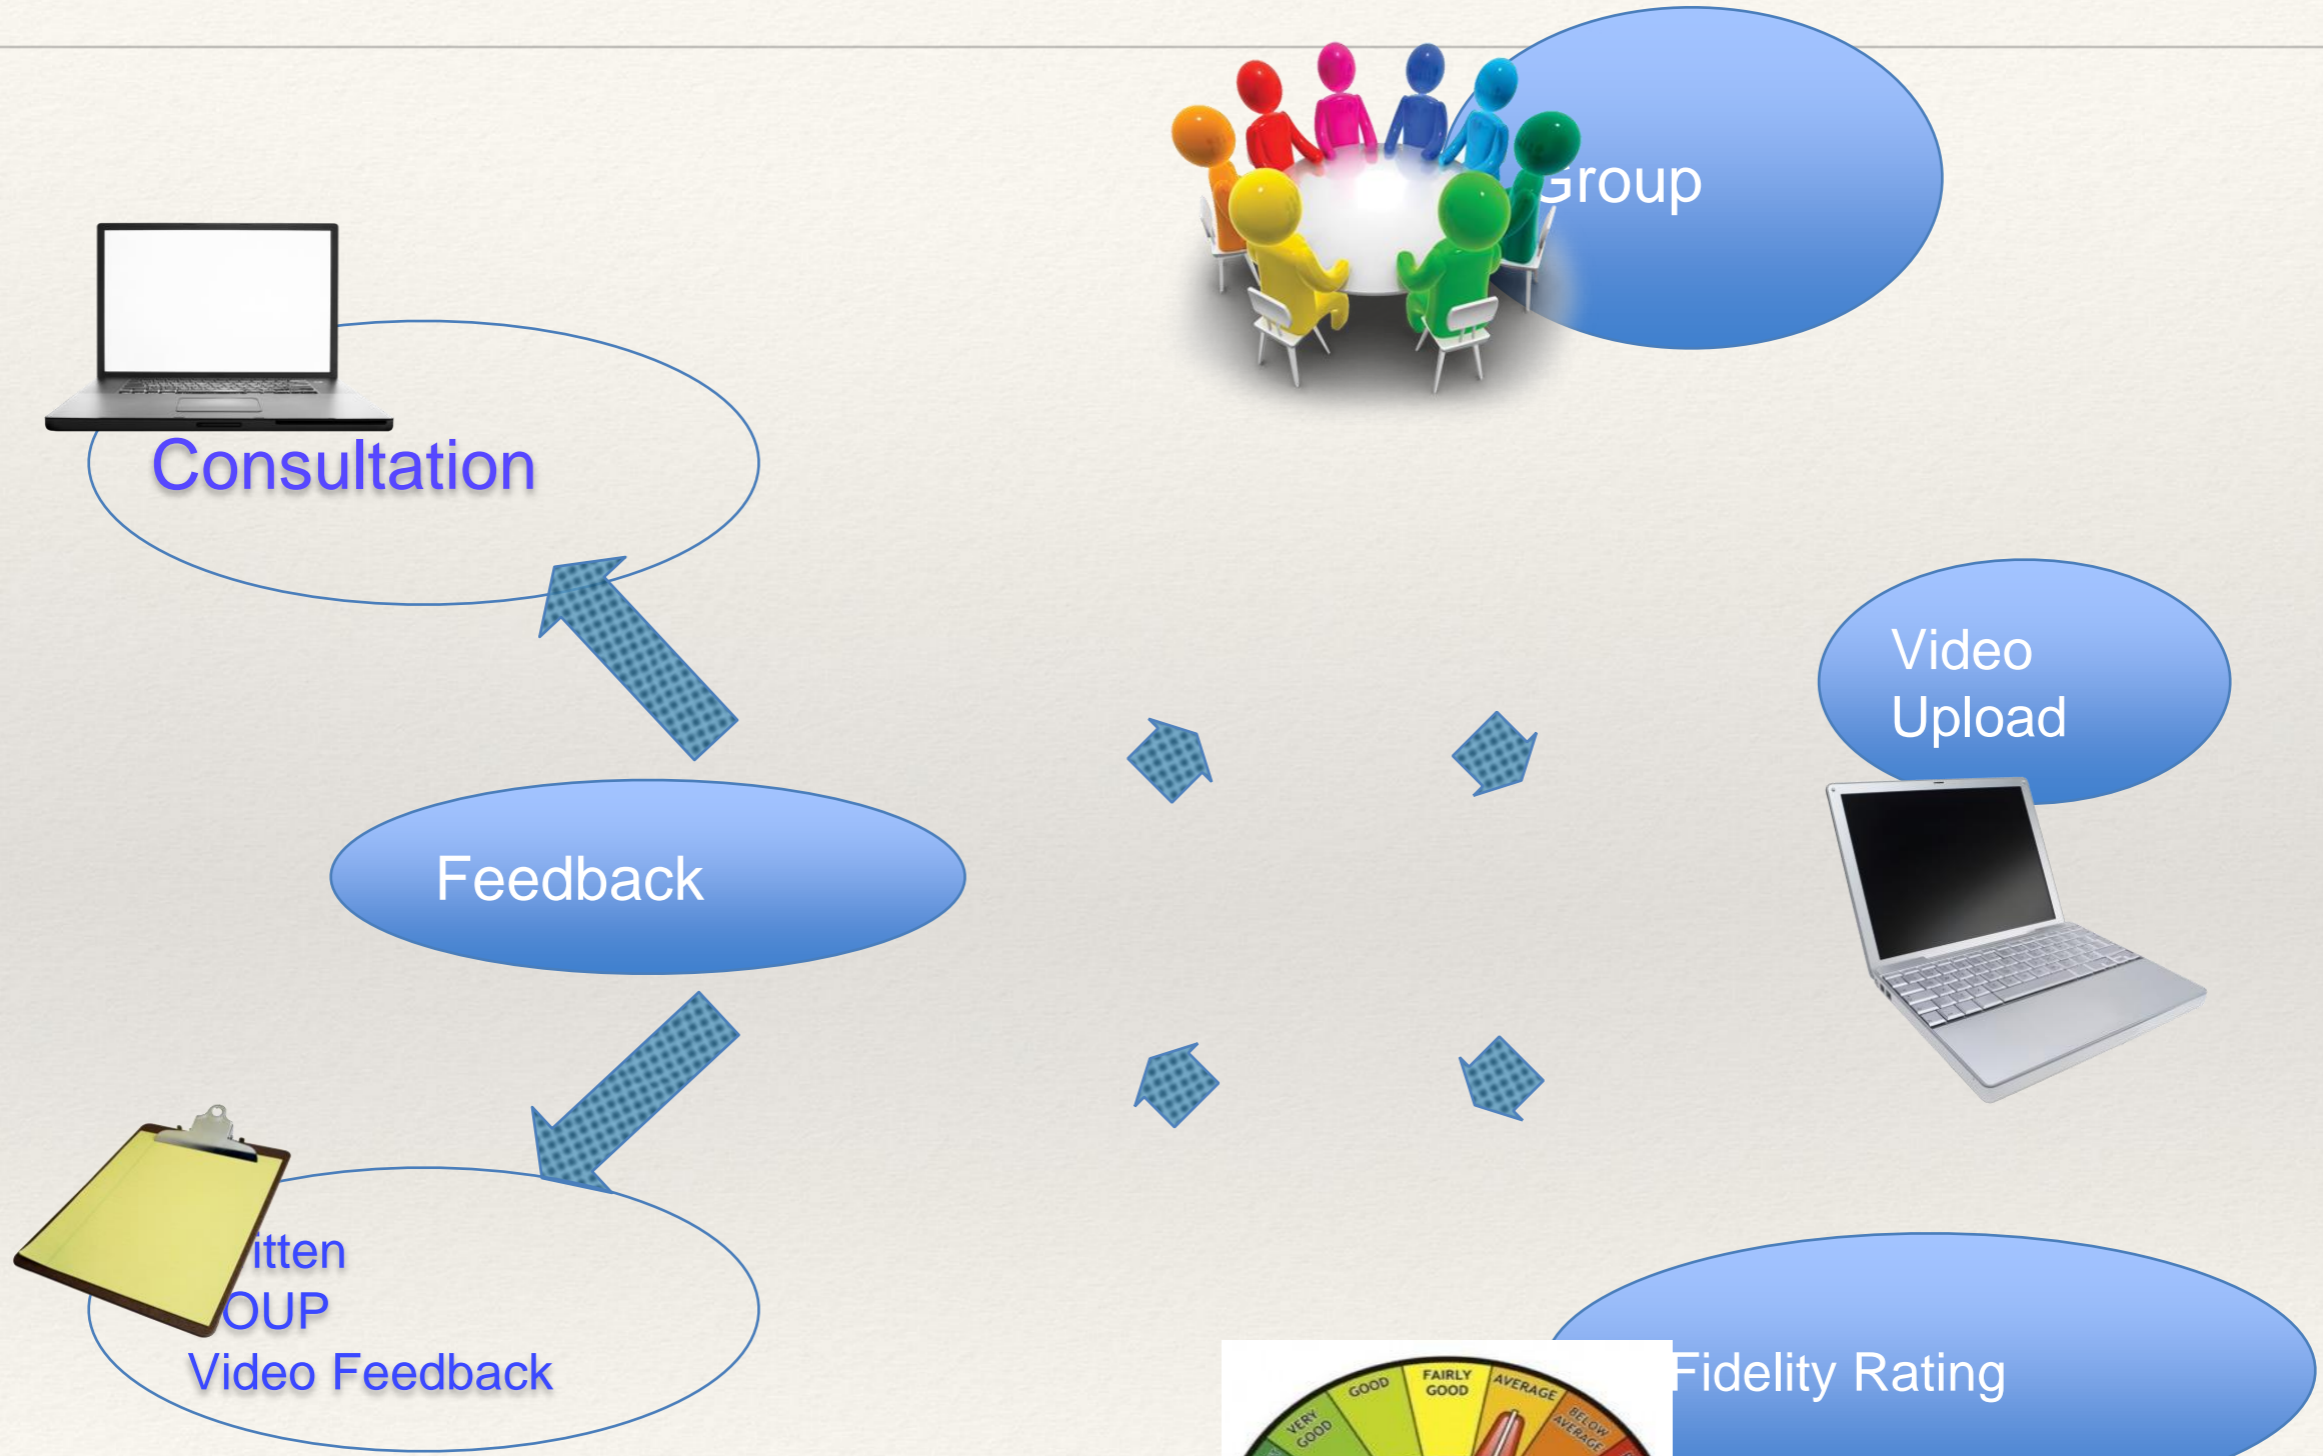 Group
Consultation
Video
Upload
Feedback
itten
OUP
Video Feedback
Fidelity Rating
VERY
GOOD
GOOD
FAIRLY
GOOD
AVERAGE
BELOW
AVERAGE